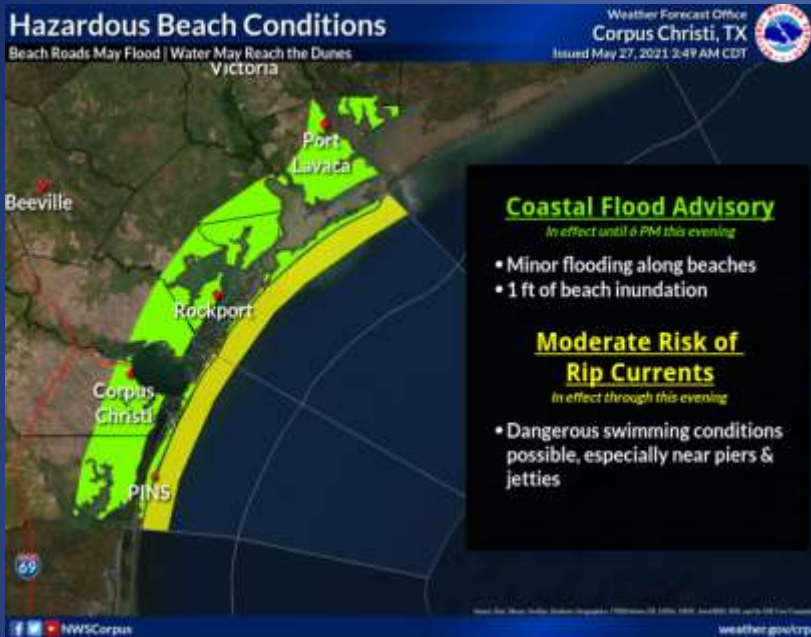 Hazardous Beach Conditions
Beach Roads May Flood | Water May Reach the Dunes
Weather Forecast Office
Corpus Christi, TX
Issued May 27, 2021 3:49 AM CDT
Victoria
Port
Lavaca
Beeville
Rockport
Corpus
Christi
PINS
69
Coastal Flood Advisory
In effect until 6 PM this evening
• Minor flooding along beaches
• 1 ft of beach inundation
Moderate Risk of
Rip Currents
In effect through this evening
• Dangerous swimming conditions
possible, especially near piers &
jetties
NWSCorpus
weather.gov/crp